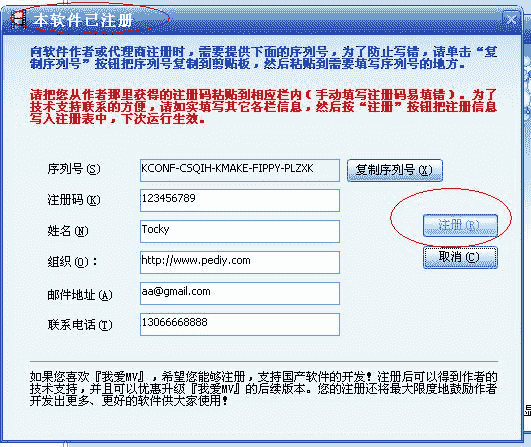 本软件已注册
向软件作者或代理商注册时,需要提供下面的序列号,为了防止写错,请单击“复
制序列号”按钮把序列号复制到剪贴板,然后粘贴到需要填写序列号的地方。
请把您从作者那里获得的注册码粘贴到相应栏内(手动填写注册码易填错)。为了
技术支持联系的方便,请如实填写其它各栏信息,然后按“注册”按钮把注册信息
写入注册表中,下次运行生效。
序列号(S) KCONF-CSQIH-KMAKE-FIPPY-PLZXK 复制序列号(X)
注册码(K) 123456789
姓名(N) Tocky 注册(R)
组织(O): http://www.pediy.com 取消(C)
邮件地址(A) aa@gmail.com
联系电话(T) 13066668888
如果您喜欢『我爱MV』,希望您能够注册,支持国产软件的开发!注册后可以得到作者的
技术支持,并且可以优惠升级『我爱MV』的后续版本。您的注册还将最大限度地鼓励作者
开发出更多、更好的软件供大家使用!